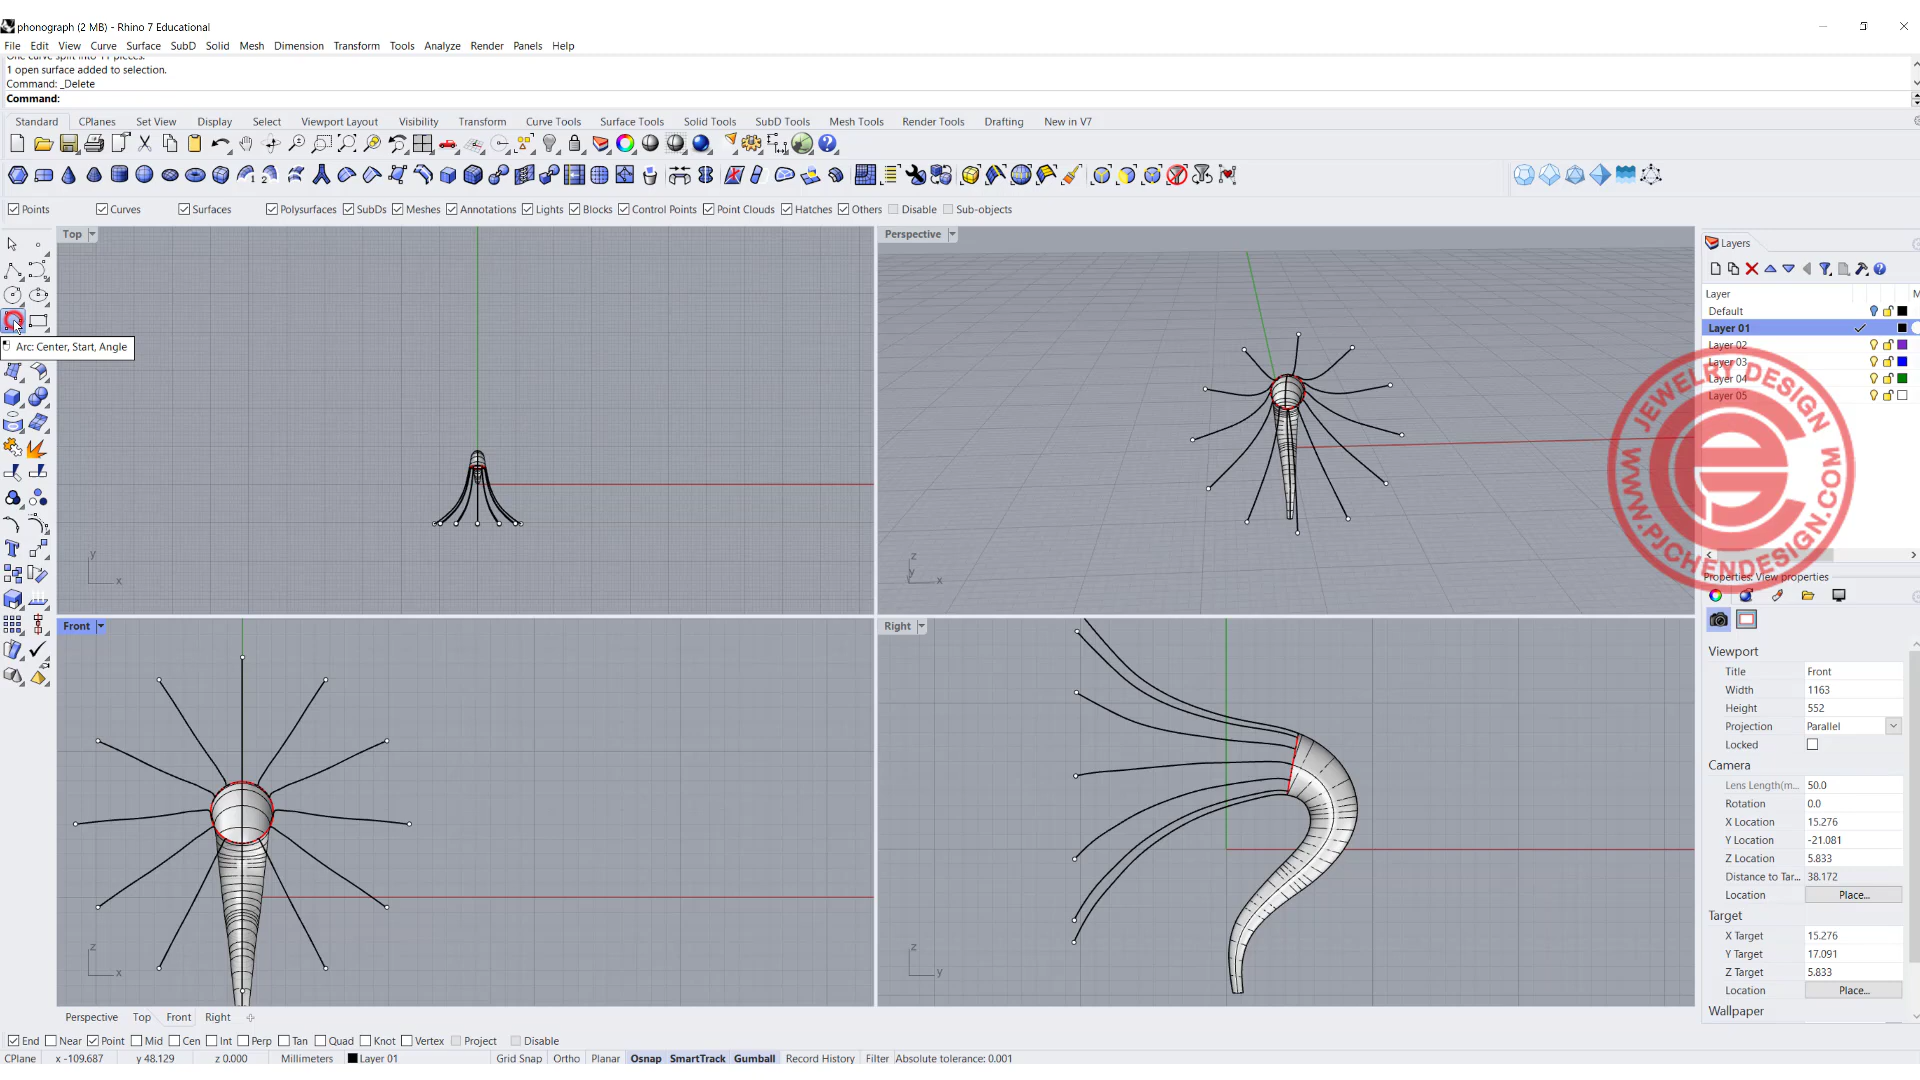 phonograph (2 MB) - Rhino 7 Educational
File Edit View Curve Surface SubD Solid Mesh Dimension Transform Tools Analyze Render Panels Help
One curve split into 11 pieces.
1 open surface added to selection.
Command: _Delete
Command:
Standard CPlanes Set View Display Select Viewport Layout Visibility Transform Curve Tools Surface Tools Solid Tools SubD Tools Mesh Tools Render Tools Drafting New in V7
Points Curves Surfaces Polysurfaces SubDs Meshes Annotations Lights Blocks Control Points Point Clouds Hatches Others Disable Sub-objects
Top
Perspective
Layers
Layer M
Default
Layer 01
Layer 02
Layer 03
Layer 04
Layer 05
Arc: Center, Start, Angle
JEWELRY DESIGN
WWW.PJCHENDESIGN.COM
y x
z y x
Properties: View properties
Front
Right
Viewport
Title Front
Width 1163
Height 552
Projection Parallel
Locked
Camera
Lens Length(m... 50.0
Rotation 0.0
X Location 15.276
Y Location -21.081
Z Location 5.833
Distance to Tar... 38.172
Location Place...
Target
X Target 15.276
Y Target 17.091
Z Target 5.833
Location Place...
Wallpaper
z x
z y
Perspective Top Front Right
End Near Point Mid Cen Int Perp Tan Quad Knot Vertex Project Disable
CPlane x -109.687 y 48.129 z 0.000 Millimeters Layer 01 Grid Snap Ortho Planar Osnap SmartTrack Gumball Record History Filter Absolute tolerance: 0.001